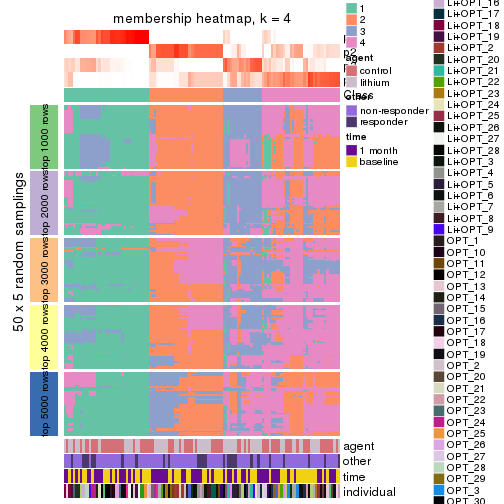 membership heatmap, k = 4
1
2
3
4
agent
control
lithium
Class
non-responder
responder
time
1 month
baseline
50 x 5 random samplings
top 1000 rows
top 2000 rows
top 3000 rows
top 4000 rows
top 5000 rows
agent
other
time
individual
Li+OPT_16
Li+OPT_17
Li+OPT_18
Li+OPT_19
Li+OPT_2
Li+OPT_20
Li+OPT_21
Li+OPT_22
Li+OPT_23
Li+OPT_24
Li+OPT_25
Li+OPT_26
Li+OPT_27
Li+OPT_28
Li+OPT_3
Li+OPT_4
Li+OPT_5
Li+OPT_6
Li+OPT_7
Li+OPT_8
Li+OPT_9
OPT_1
OPT_10
OPT_11
OPT_12
OPT_13
OPT_14
OPT_15
OPT_16
OPT_17
OPT_18
OPT_19
OPT_2
OPT_20
OPT_21
OPT_22
OPT_23
OPT_24
OPT_25
OPT_26
OPT_27
OPT_28
OPT_29
OPT_3